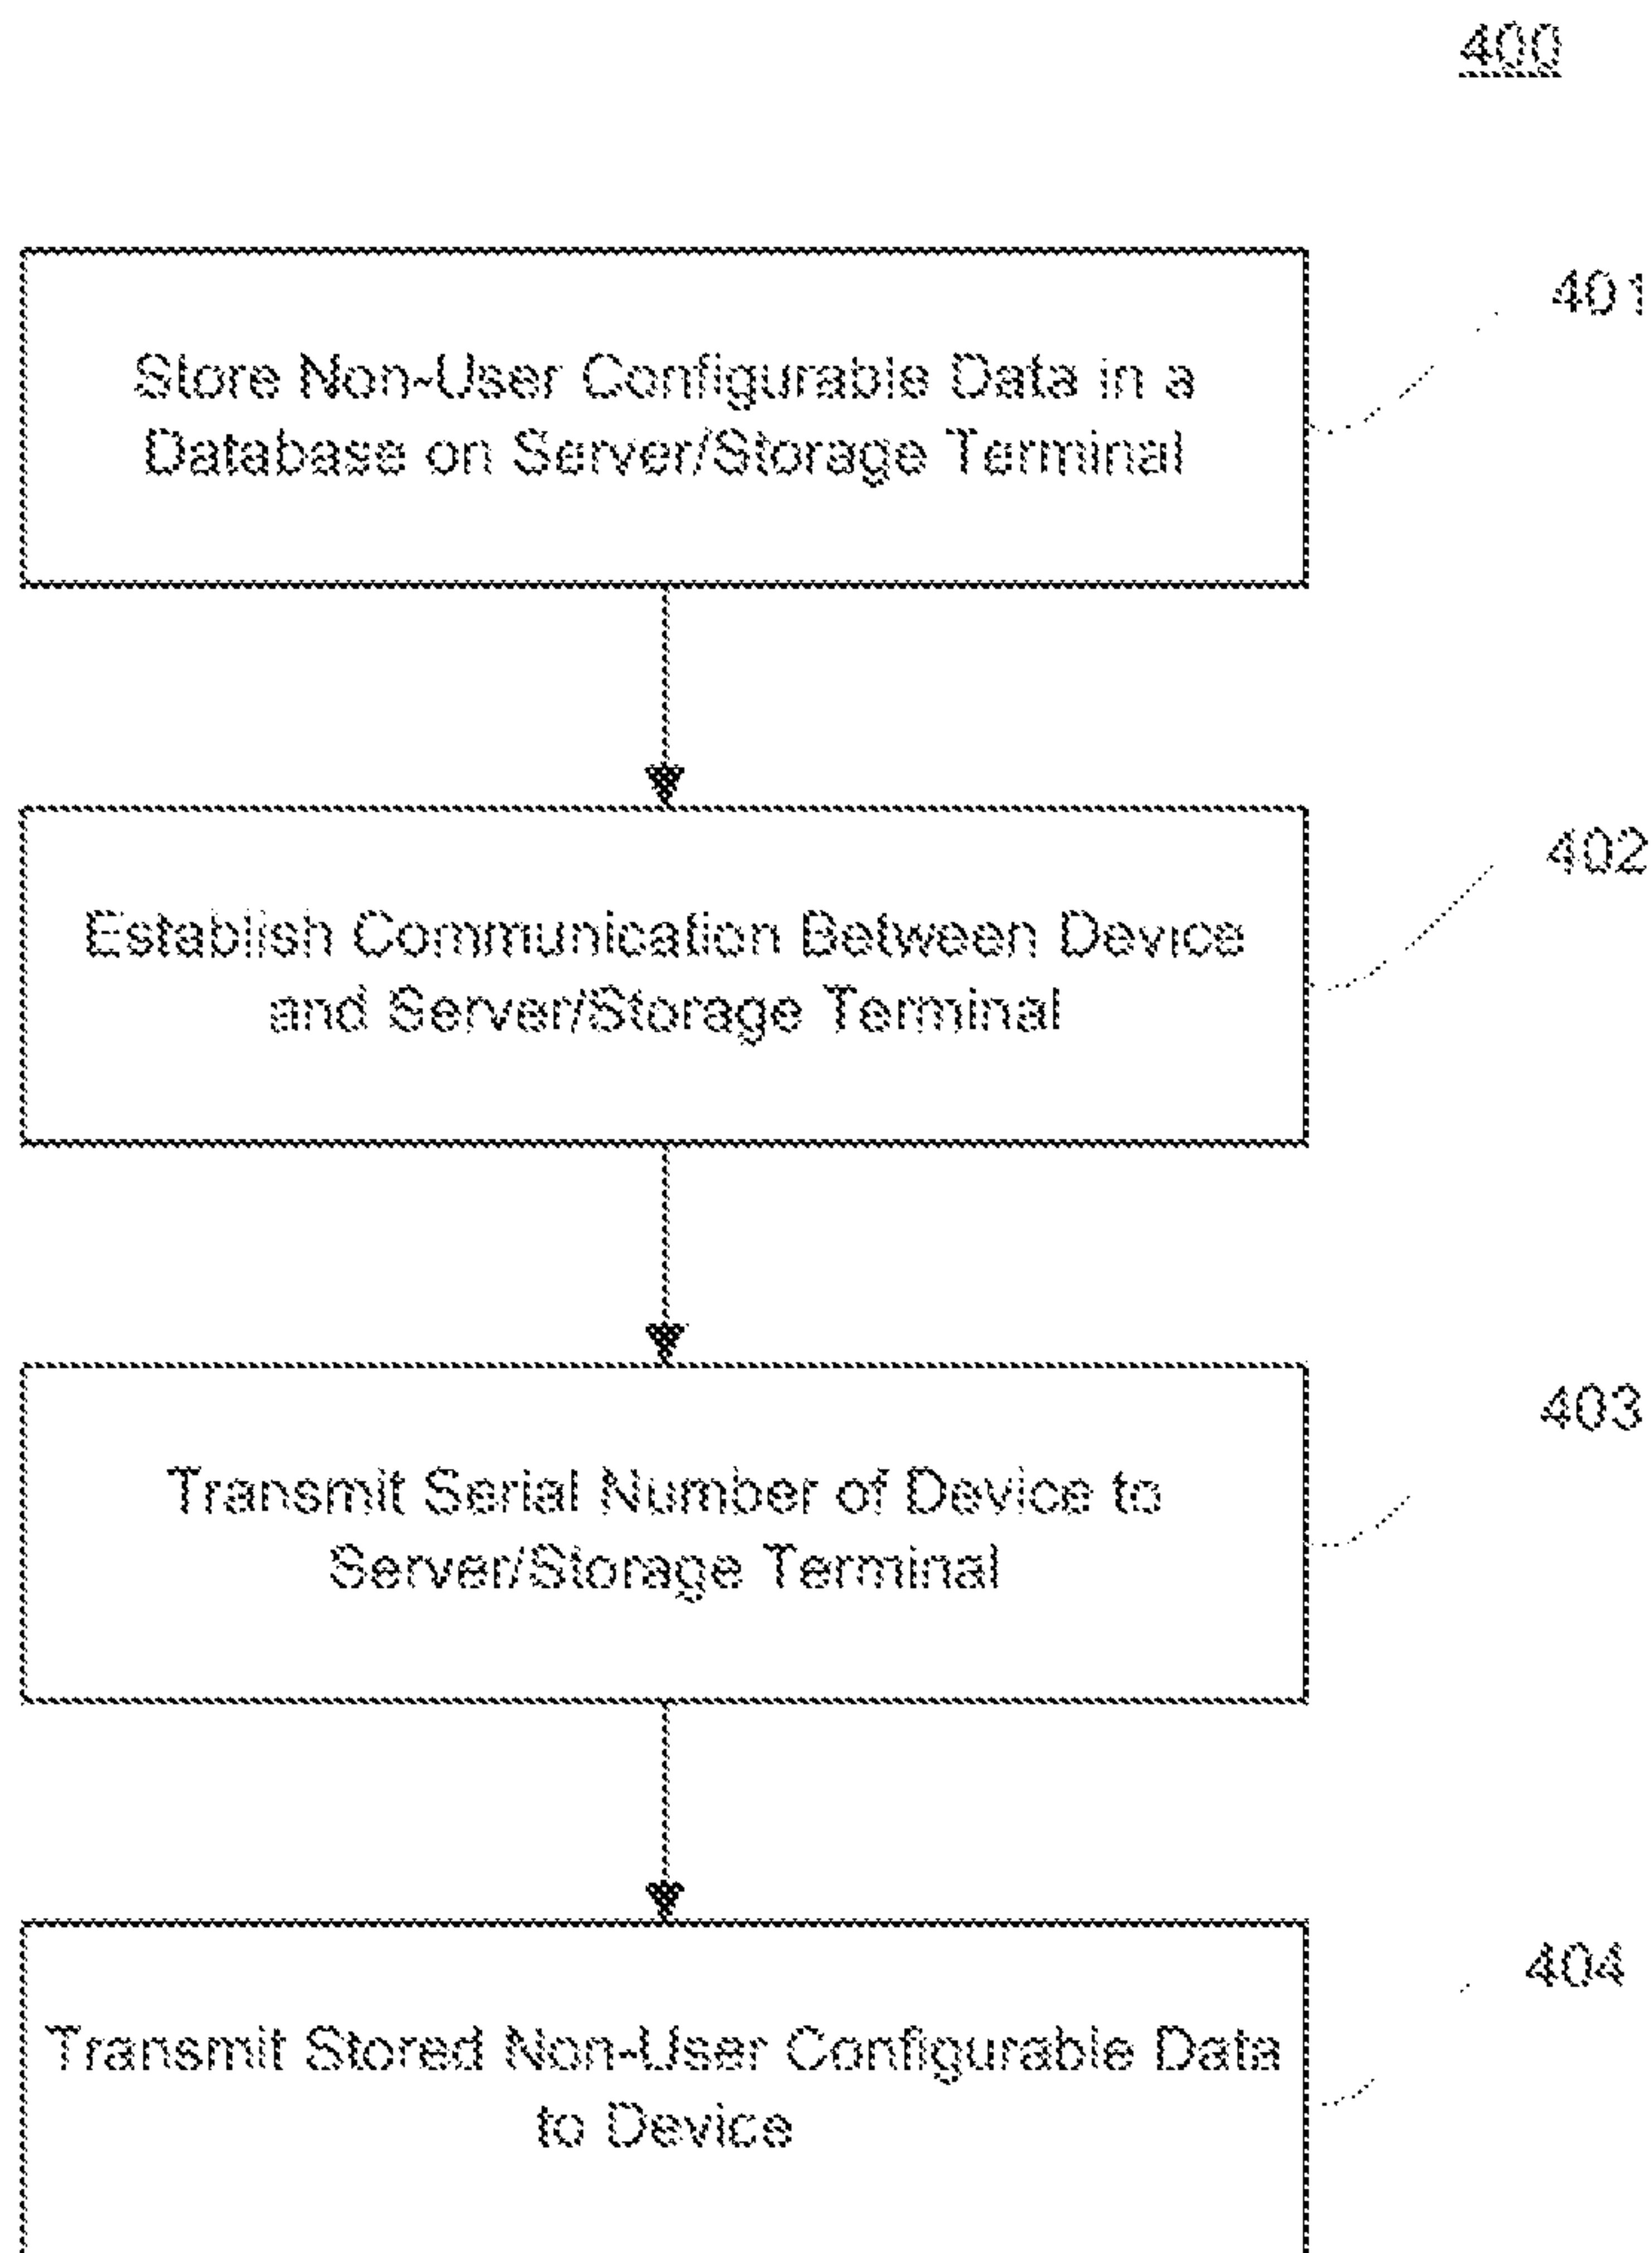 400
401
Store Non-User Configurable Data in a
Database on Server/Storage Terminal
402
Establish Communication Between Device
and Server/Storage Terminal
403
Transmit Serial Number of Device to
Server/Storage Terminal
404
Transmit Stored Non-User Configurable Data
to Device